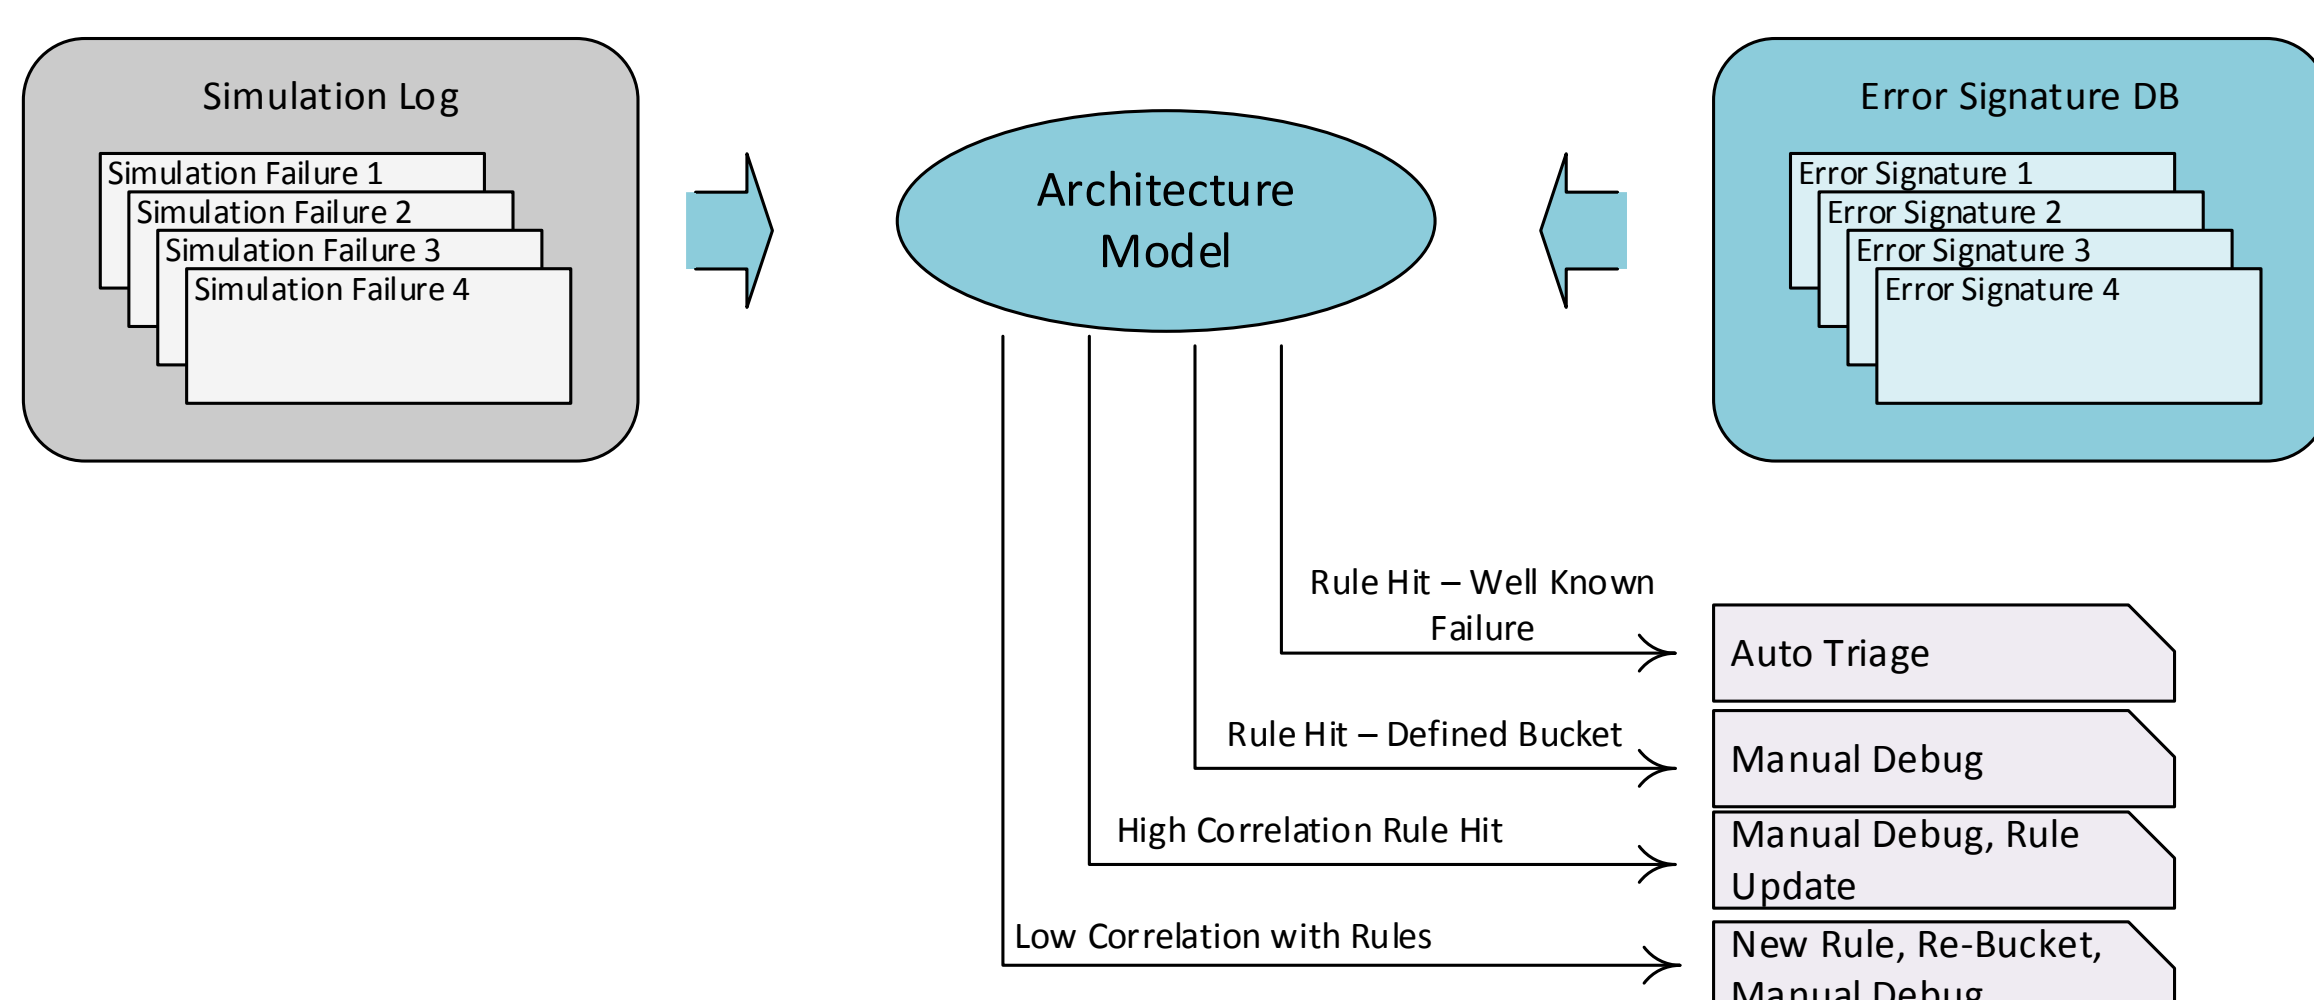 Simulation Log
Simulation Failure 1
Simulation Failure 2
Simulation Failure 3
Simulation Failure 4
Architecture
Model
Error Signature DB
Error Signature 1
Error Signature 2
Error Signature 3
Error Signature 4
Rule Hit – Well Known
Failure
Auto Triage
Rule Hit – Defined Bucket
Manual Debug
High Correlation Rule Hit
Manual Debug, Rule
Update
Low Correlation with Rules
New Rule, Re-Bucket,
Manual Debug